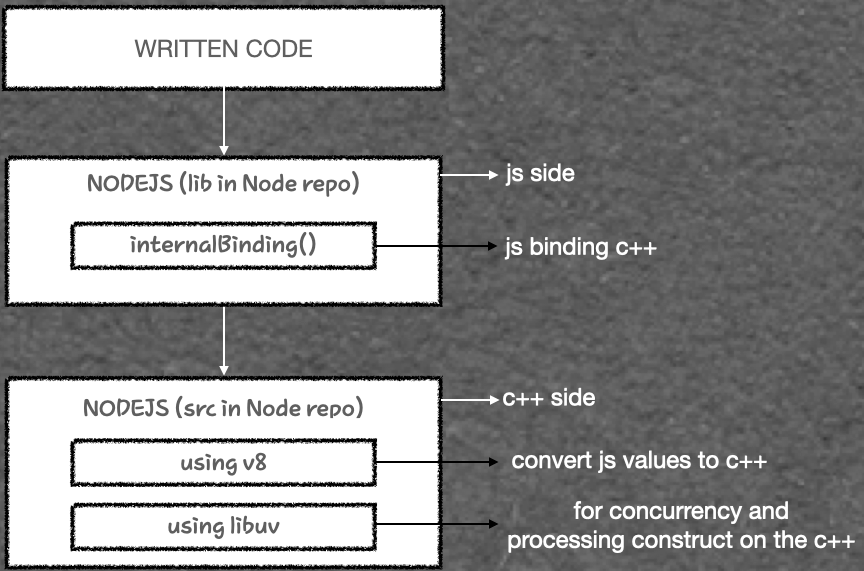 WRITTEN CODE
NODEJS (lib in Node repo)
js side
internalBinding()
js binding c++
NODEJS (src in Node repo)
c++ side
using v8
convert js values to c++
using libuv
for concurrency and
processing construct on the c++